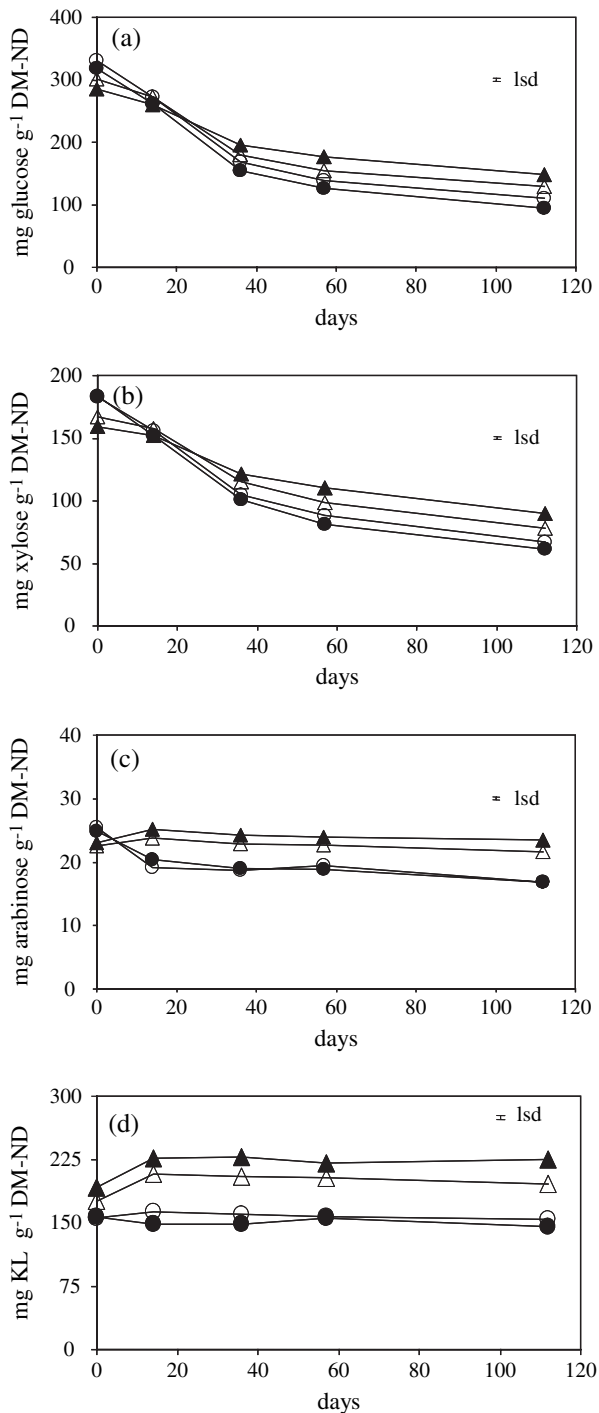 (a)
mg glucose g⁻¹ DM-ND
400
300
200
100
0
lsd
0 20 40 60 80 100 120
days
(b)
mg xylose g⁻¹ DM-ND
200
150
100
50
0
lsd
0 20 40 60 80 100 120
days
(c)
mg arabinose g⁻¹ DM-ND
40
30
20
10
0
lsd
0 20 40 60 80 100 120
days
(d)
mg KL g⁻¹ DM-ND
300
225
150
75
0
lsd
0 20 40 60 80 100 120
days